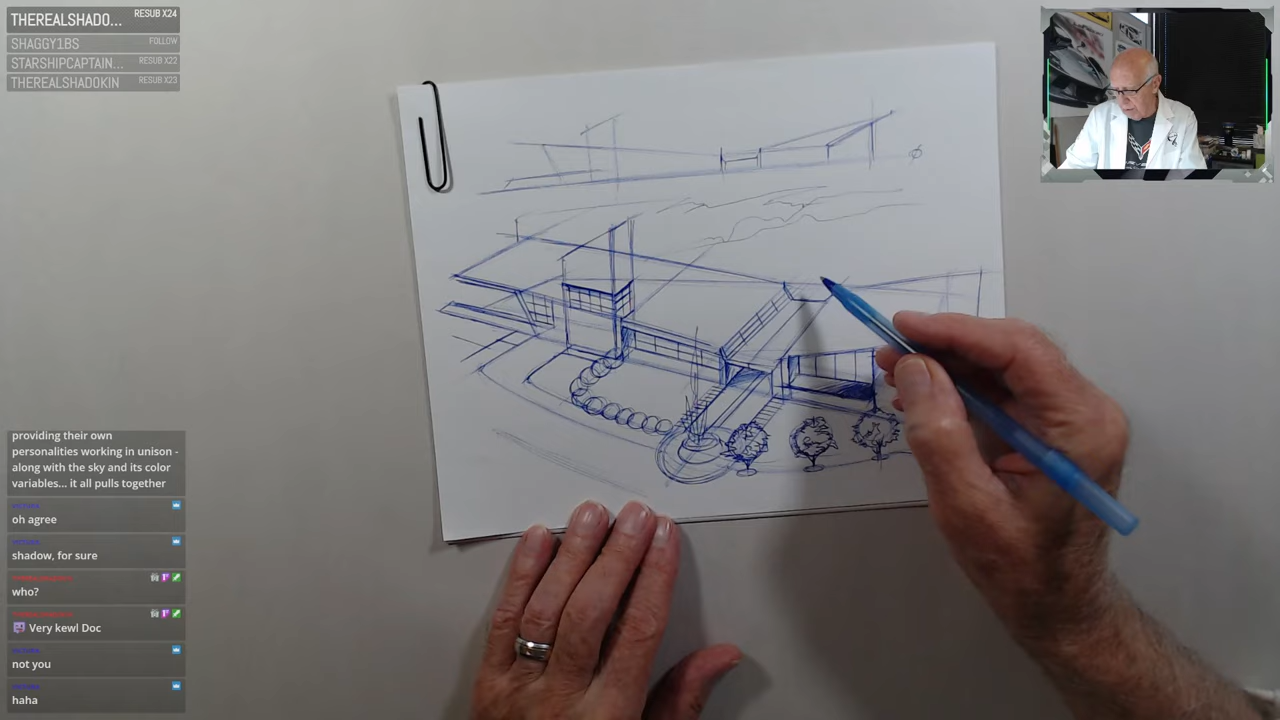 THEREALSHADO... RESUB X24
SHAGGY1BS FOLLOW
STARSHIPCAPTAIN... RESUB X22
THEREALSHADOKIN RESUB X23
providing their own
personalities working in unison -
along with the sky and its color
variables... it all pulls together
oh agree
shadow, for sure
who?
Very kewl Doc
not you
haha